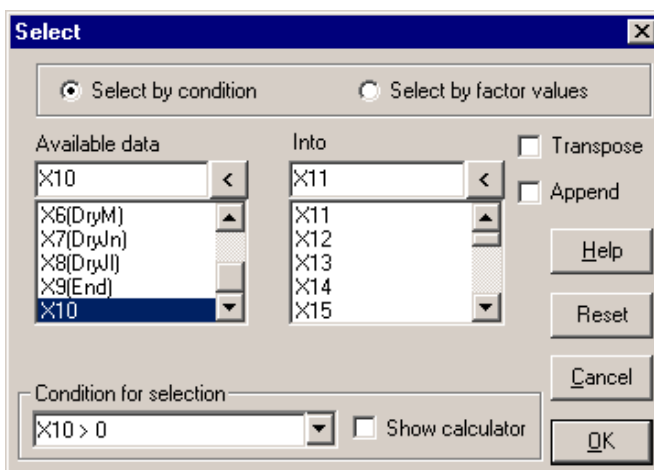 Select
Select by condition
Select by factor values
Available data
Into
Transpose
X10
<
X11
<
Append
X6(DryM)
X7(DryJn)
X8(DryJl)
X9(End)
X10
X11
X12
X13
X14
X15
Help
Reset
Cancel
Condition for selection
X10 > 0
Show calculator
OK